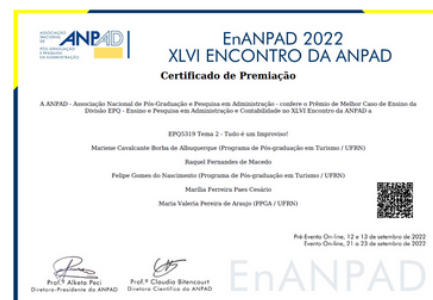 ASSOCIAÇÃO
NACIONAL
DE
PÓS-GRADUAÇÃO
E PESQUISA
EM ADMINISTRAÇÃO
ANPAD
EnANPAD 2022
XLVI ENCONTRO DA ANPAD
Certificado de Premiação
A ANPAD - Associação Nacional de Pós-Graduação e Pesquisa em Administração - confere o Prêmio de Melhor Caso de Ensino da
Divisão EPQ - Ensino e Pesquisa em Administração e Contabilidade no XLVI Encontro da ANPAD a
EPQ5319 Tema 2 - Tudo é um Improviso!
Mariene Cavalcante Borba de Albuquerque (Programa de Pós-graduação em Turismo / UFRN)
Raquel Fernandes de Macedo
Felipe Gomes do Nascimento (Programa de Pós-graduação em Turismo / UFRN)
Marília Ferreira Paes Cesário
Maria Valeria Pereira de Araujo (PPGA / UFRN)
Pré-Evento On-line, 12 e 13 de setembro de 2022
Evento On-line, 21 a 23 de setembro de 2022
Prof.ª Alketa Peci
Diretora-Presidente da ANPAD
Prof.ª Claudia Bitencourt
Diretora Científica da ANPAD
EnANPAD